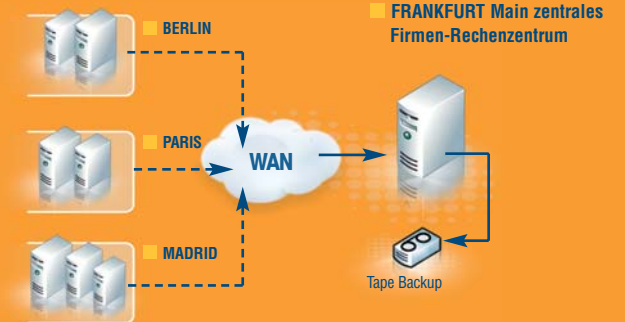 BERLIN
FRANKFURT Main zentrales
Firmen-Rechenzentrum
PARIS
WAN
MADRID
Tape Backup